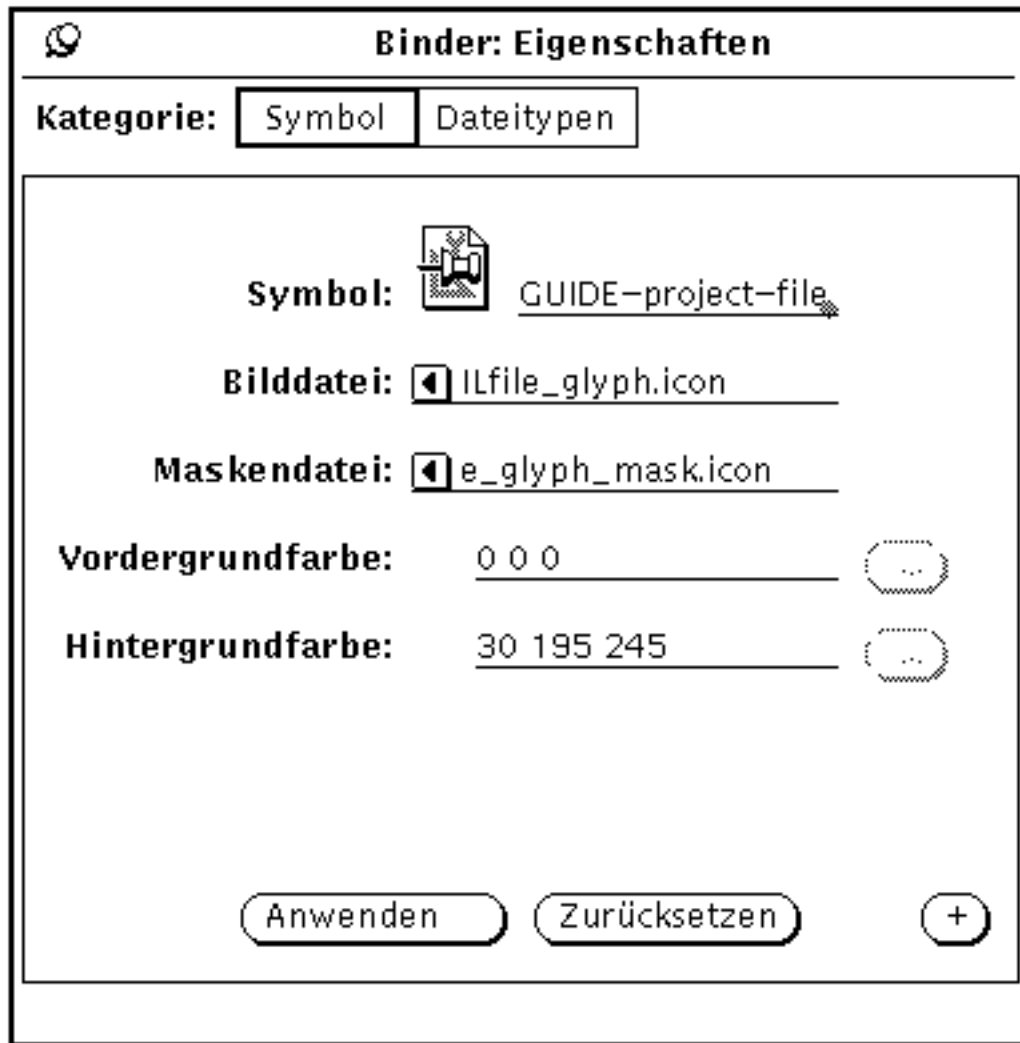 Binder: Eigenschaften
Kategorie: Symbol Dateitypen
Symbol: GUIDE-project-file
Bilddatei: ILfile_glyph.icon
Maskendatei: e_glyph_mask.icon
Vordergrundfarbe: 0 0 0 ...
Hintergrundfarbe: 30 195 245 ...
Anwenden Zurücksetzen +